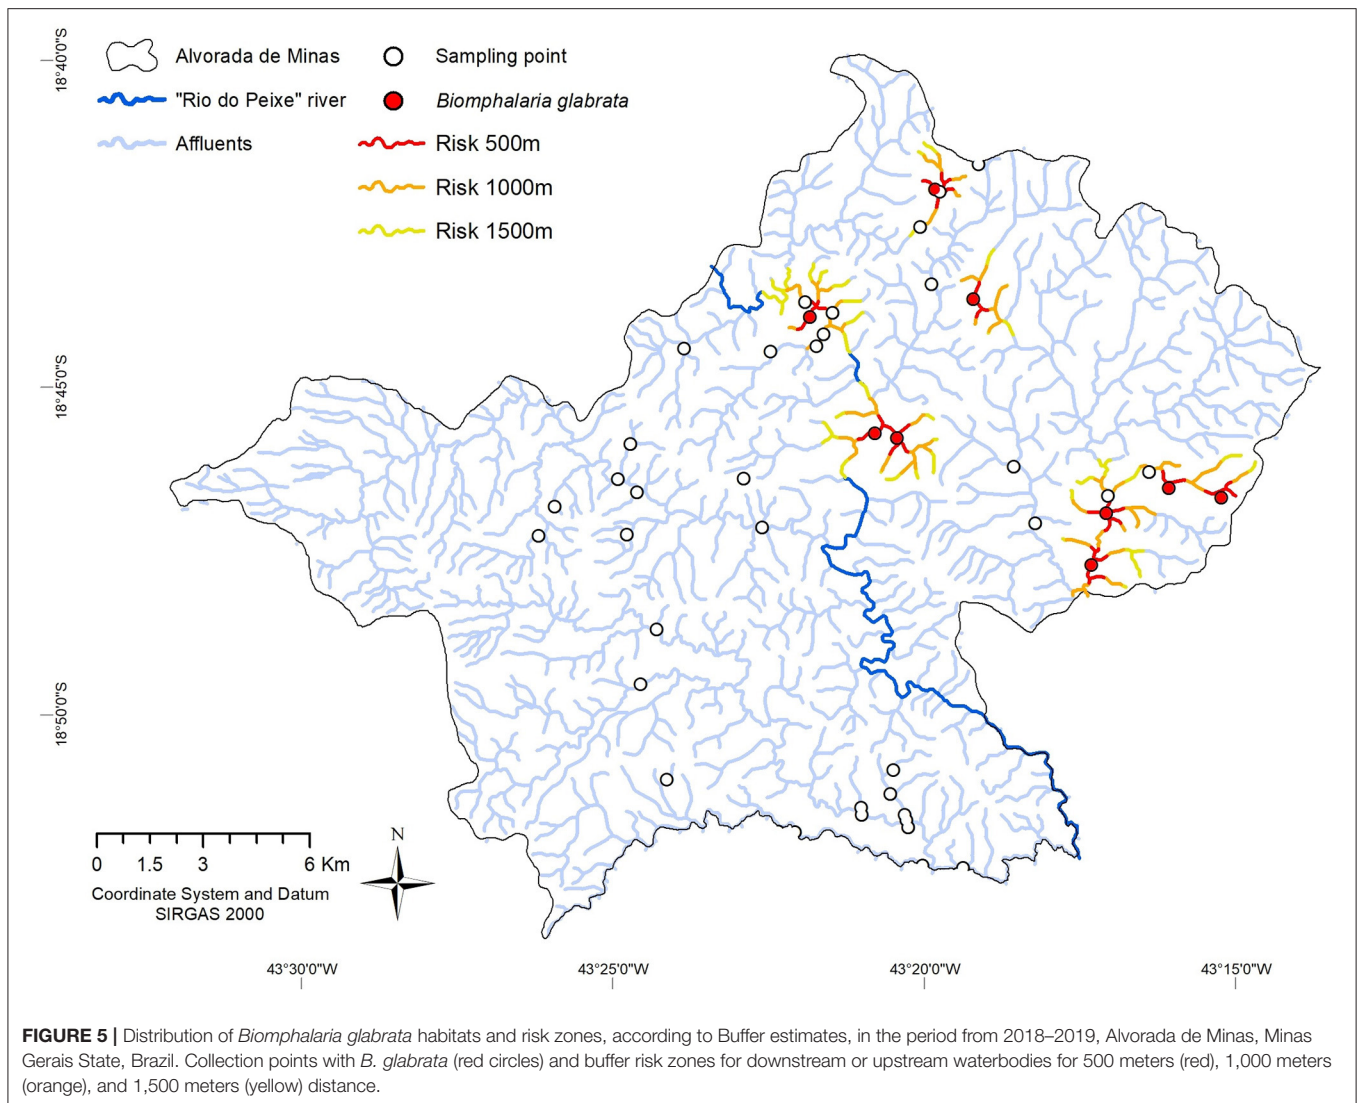 Alvorada de Minas
"Rio do Peixe" river
Affluents
Sampling point
Biomphalaria glabrata
Risk 500m
Risk 1000m
Risk 1500m
18°40'0"S
18°45'0"S
18°50'0"S
0 1.5 3 6 Km
Coordinate System and Datum
SIRGAS 2000
N
43°30'0"W 43°25'0"W 43°20'0"W 43°15'0"W
FIGURE 5 | Distribution of Biomphalaria glabrata habitats and risk zones, according to Buffer estimates, in the period from 2018–2019, Alvorada de Minas, Minas
Gerais State, Brazil. Collection points with B. glabrata (red circles) and buffer risk zones for downstream or upstream waterbodies for 500 meters (red), 1,000 meters
(orange), and 1,500 meters (yellow) distance.